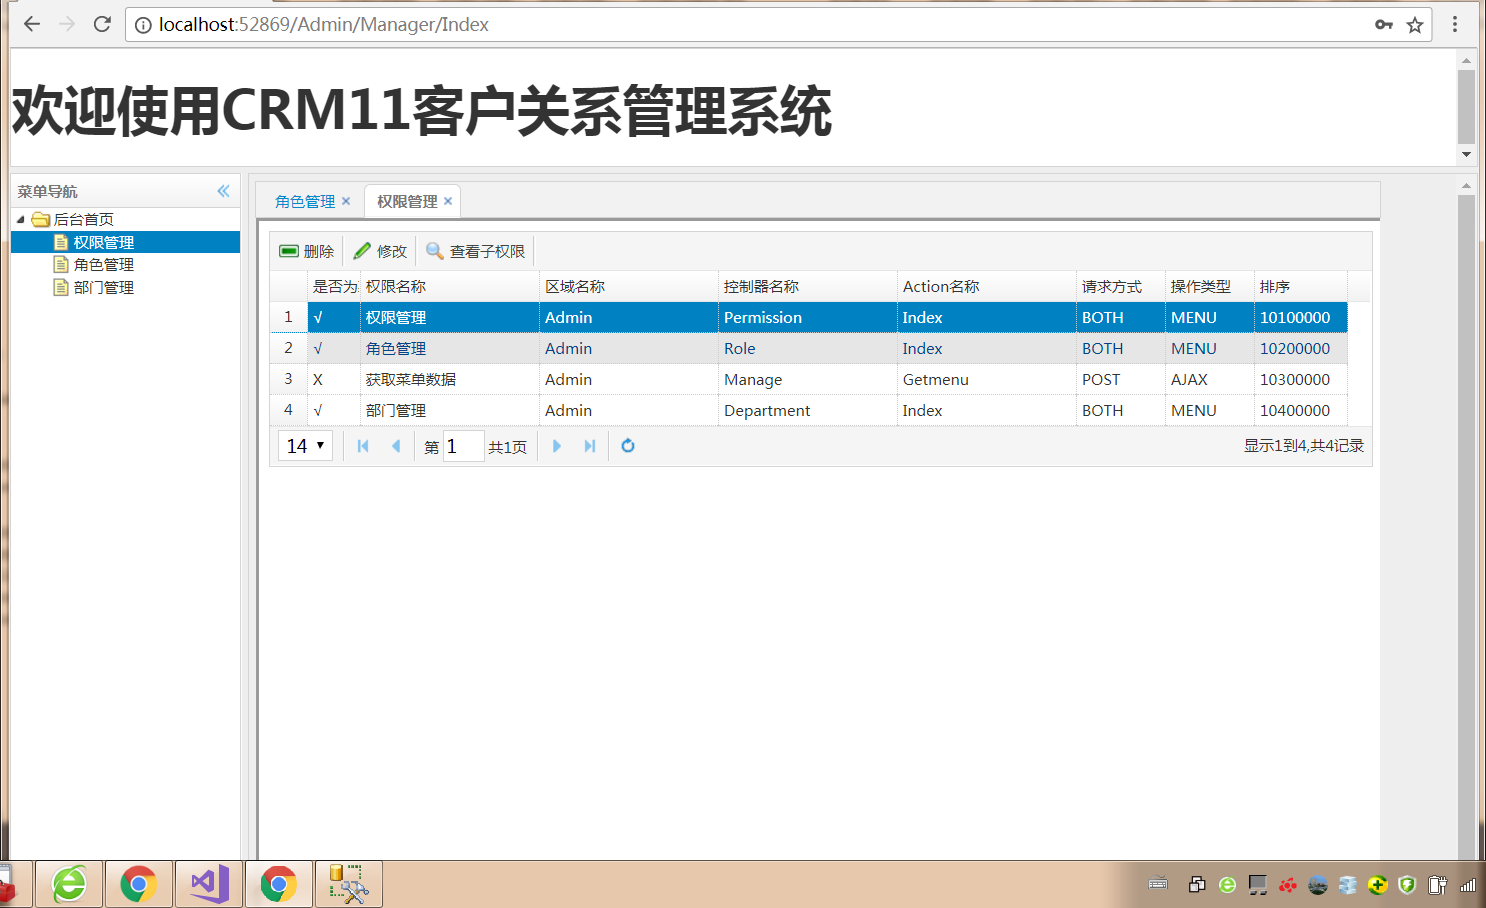 localhost:52869/Admin/Manager/Index
欢迎使用CRM11客户关系管理系统
菜单导航
后台首页
权限管理
角色管理
部门管理
角色管理 权限管理
删除 修改 查看子权限
是否为 权限名称 区域名称 控制器名称 Action名称 请求方式 操作类型 排序
1 √ 权限管理 Admin Permission Index BOTH MENU 10100000
2 √ 角色管理 Admin Role Index BOTH MENU 10200000
3 X 获取菜单数据 Admin Manage Getmenu POST AJAX 10300000
4 √ 部门管理 Admin Department Index BOTH MENU 10400000
14 第 1 共1页 显示1到4,共4记录